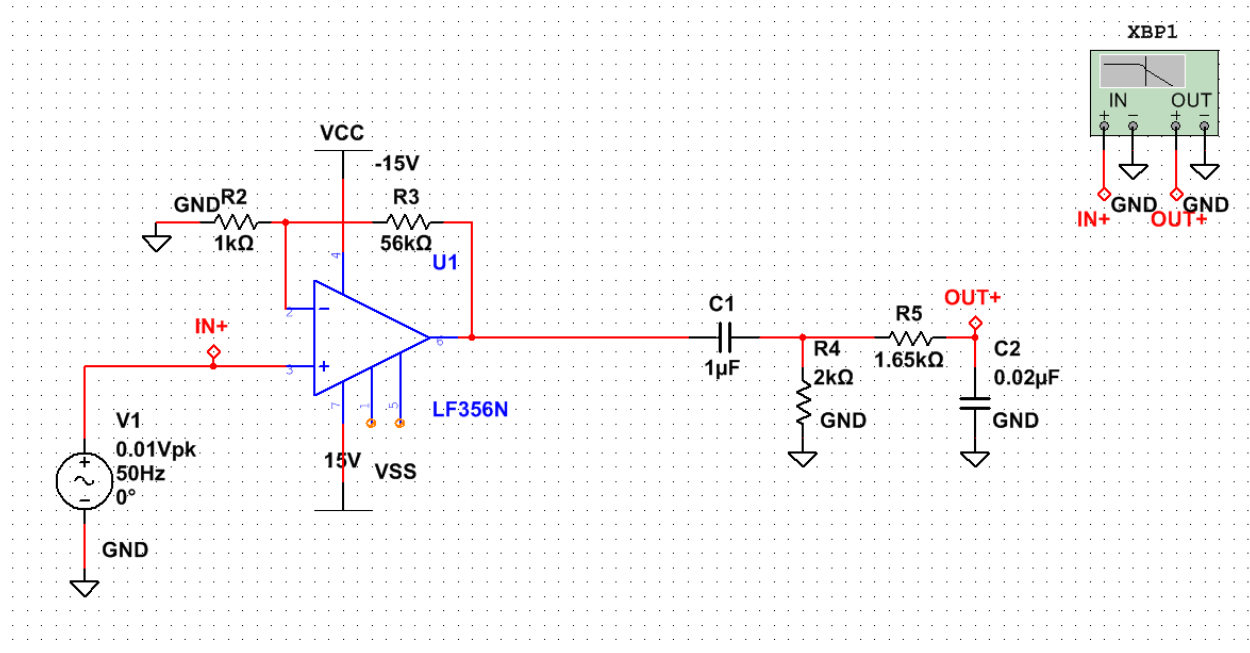 XBP1
IN OUT
+ − + −
GND
GND
IN+
OUT+
VCC
-15V
GND
R2
1kΩ
R3
56kΩ
U1
4
2
3
6
7
1
5
LF356N
IN+
V1
0.01Vpk
50Hz
0°
GND
15V
VSS
C1
1µF
R4
2kΩ
GND
R5
1.65kΩ
OUT+
C2
0.02µF
GND